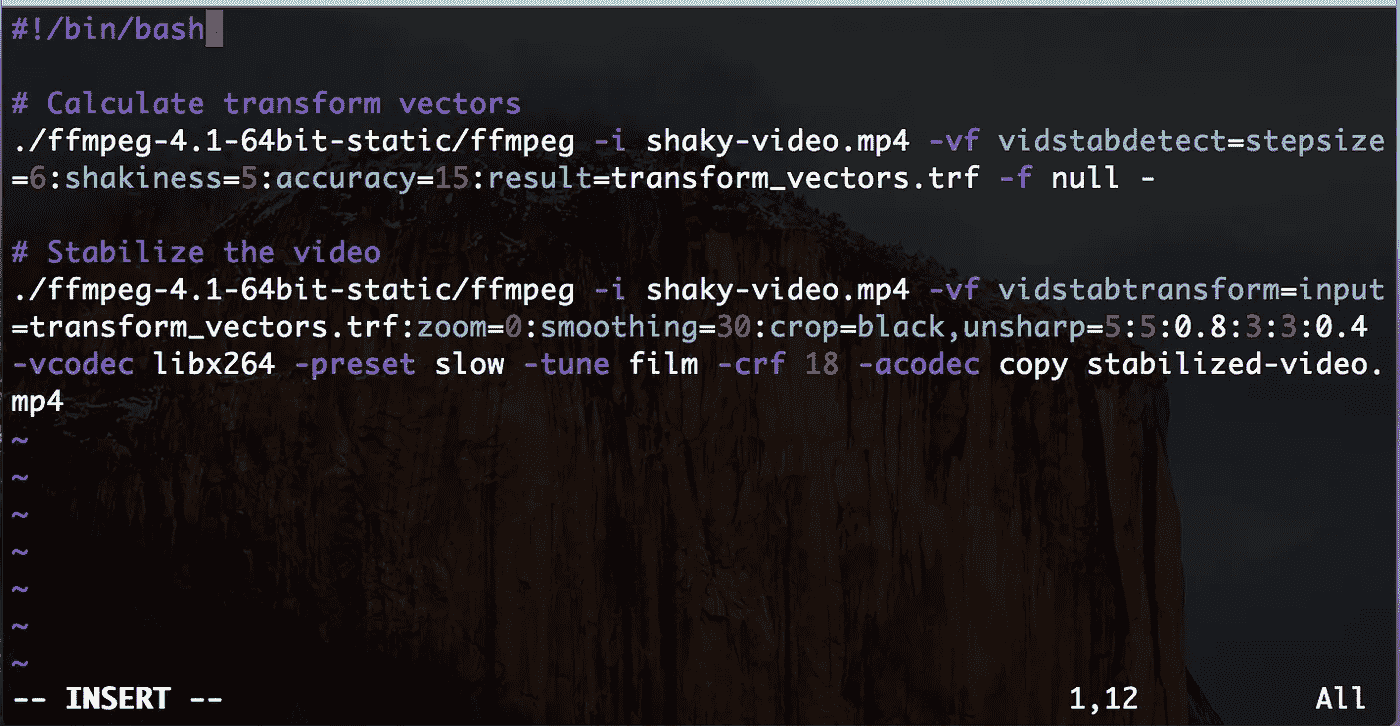 #!/bin/bash
# Calculate transform vectors
./ffmpeg-4.1-64bit-static/ffmpeg -i shaky-video.mp4 -vf vidstabdetect=stepsize
=6:shakiness=5:accuracy=15:result=transform_vectors.trf -f null -
# Stabilize the video
./ffmpeg-4.1-64bit-static/ffmpeg -i shaky-video.mp4 -vf vidstabtransform=input
=transform_vectors.trf:zoom=0:smoothing=30:crop=black,unsharp=5:5:0.8:3:3:0.4
-vcodec libx264 -preset slow -tune film -crf 18 -acodec copy stabilized-video.
mp4
~
~
~
~
~
~
~
-- INSERT -- 1,12 All